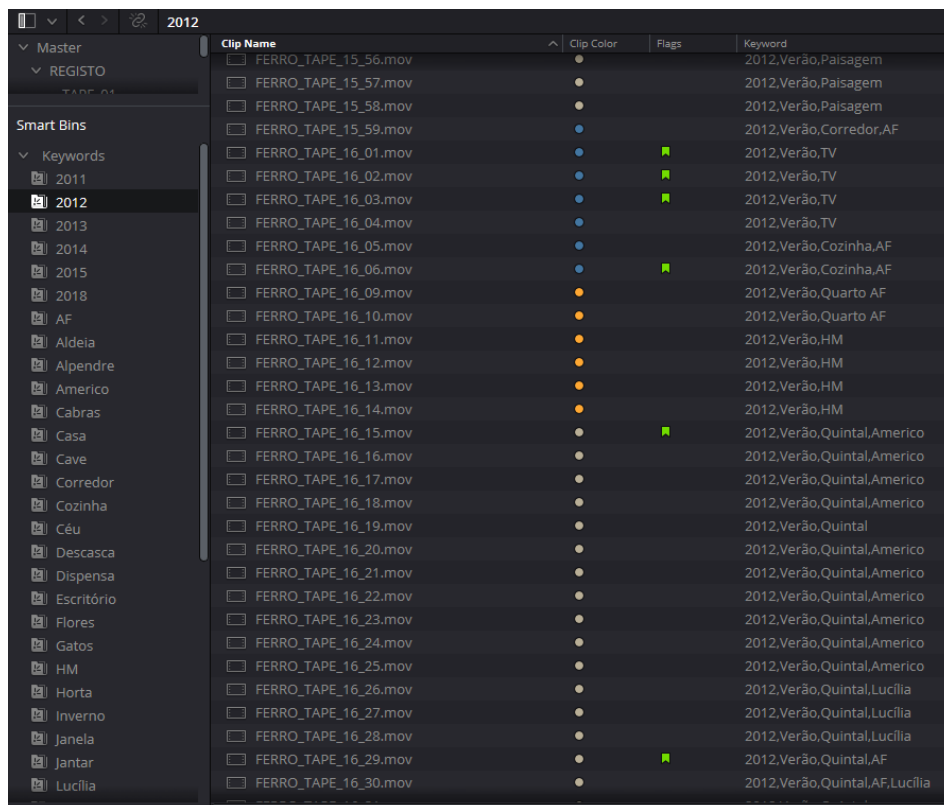 2012
Master
REGISTO
TAPE_01
Smart Bins
Keywords
2011
2012
2013
2014
2015
2018
AF
Aldeia
Alpendre
Americo
Cabras
Casa
Cave
Corredor
Cozinha
Céu
Descasca
Dispensa
Escritório
Flores
Gatos
HM
Horta
Inverno
Janela
Jantar
Lucília
Clip Name Clip Color Flags Keyword
FERRO_TAPE_15_56.mov 2012,Verão,Paisagem
FERRO_TAPE_15_57.mov 2012,Verão,Paisagem
FERRO_TAPE_15_58.mov 2012,Verão,Paisagem
FERRO_TAPE_15_59.mov 2012,Verão,Corredor,AF
FERRO_TAPE_16_01.mov 2012,Verão,TV
FERRO_TAPE_16_02.mov 2012,Verão,TV
FERRO_TAPE_16_03.mov 2012,Verão,TV
FERRO_TAPE_16_04.mov 2012,Verão,TV
FERRO_TAPE_16_05.mov 2012,Verão,Cozinha,AF
FERRO_TAPE_16_06.mov 2012,Verão,Cozinha,AF
FERRO_TAPE_16_09.mov 2012,Verão,Quarto AF
FERRO_TAPE_16_10.mov 2012,Verão,Quarto AF
FERRO_TAPE_16_11.mov 2012,Verão,HM
FERRO_TAPE_16_12.mov 2012,Verão,HM
FERRO_TAPE_16_13.mov 2012,Verão,HM
FERRO_TAPE_16_14.mov 2012,Verão,HM
FERRO_TAPE_16_15.mov 2012,Verão,Quintal,Americo
FERRO_TAPE_16_16.mov 2012,Verão,Quintal,Americo
FERRO_TAPE_16_17.mov 2012,Verão,Quintal,Americo
FERRO_TAPE_16_18.mov 2012,Verão,Quintal,Americo
FERRO_TAPE_16_19.mov 2012,Verão,Quintal
FERRO_TAPE_16_20.mov 2012,Verão,Quintal,Americo
FERRO_TAPE_16_21.mov 2012,Verão,Quintal,Americo
FERRO_TAPE_16_22.mov 2012,Verão,Quintal,Americo
FERRO_TAPE_16_23.mov 2012,Verão,Quintal,Americo
FERRO_TAPE_16_24.mov 2012,Verão,Quintal,Americo
FERRO_TAPE_16_25.mov 2012,Verão,Quintal,Americo
FERRO_TAPE_16_26.mov 2012,Verão,Quintal,Lucília
FERRO_TAPE_16_27.mov 2012,Verão,Quintal,Lucília
FERRO_TAPE_16_28.mov 2012,Verão,Quintal,Lucília
FERRO_TAPE_16_29.mov 2012,Verão,Quintal,AF
FERRO_TAPE_16_30.mov 2012,Verão,Quintal,AF,Lucília